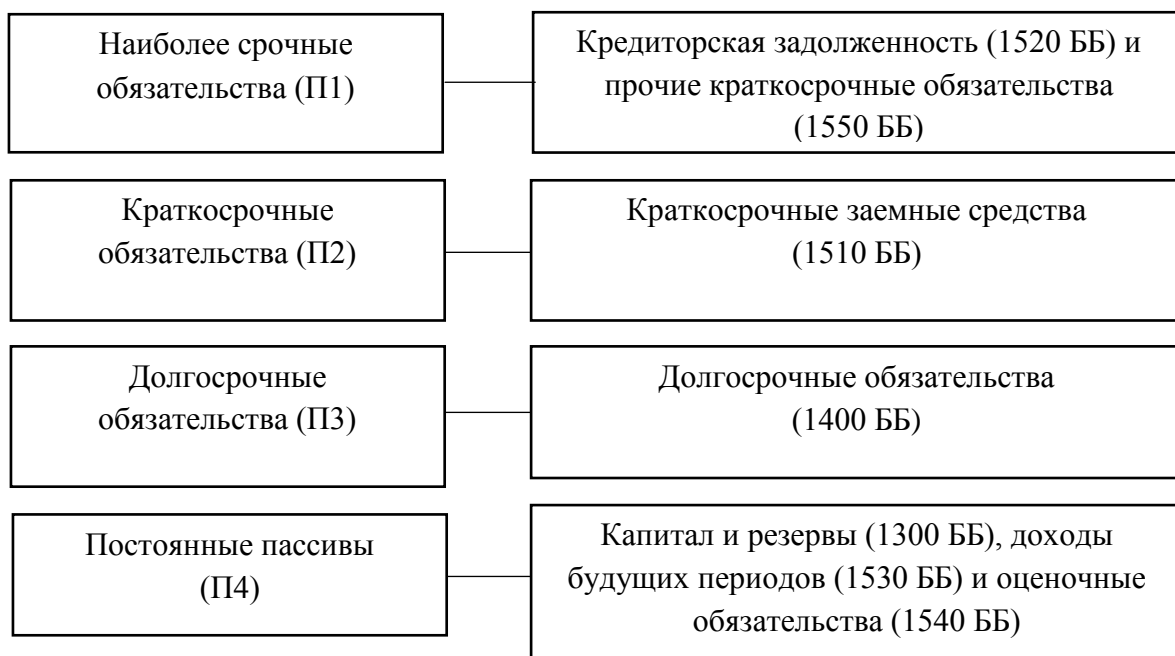 Наиболее срочные
обязательства (П1)
Кредиторская задолженность (1520 ББ) и
прочие краткосрочные обязательства
(1550 ББ)
Краткосрочные
обязательства (П2)
Краткосрочные заемные средства
(1510 ББ)
Долгосрочные
обязательства (П3)
Долгосрочные обязательства
(1400 ББ)
Постоянные пассивы
(П4)
Капитал и резервы (1300 ББ), доходы
будущих периодов (1530 ББ) и оценочные
обязательства (1540 ББ)